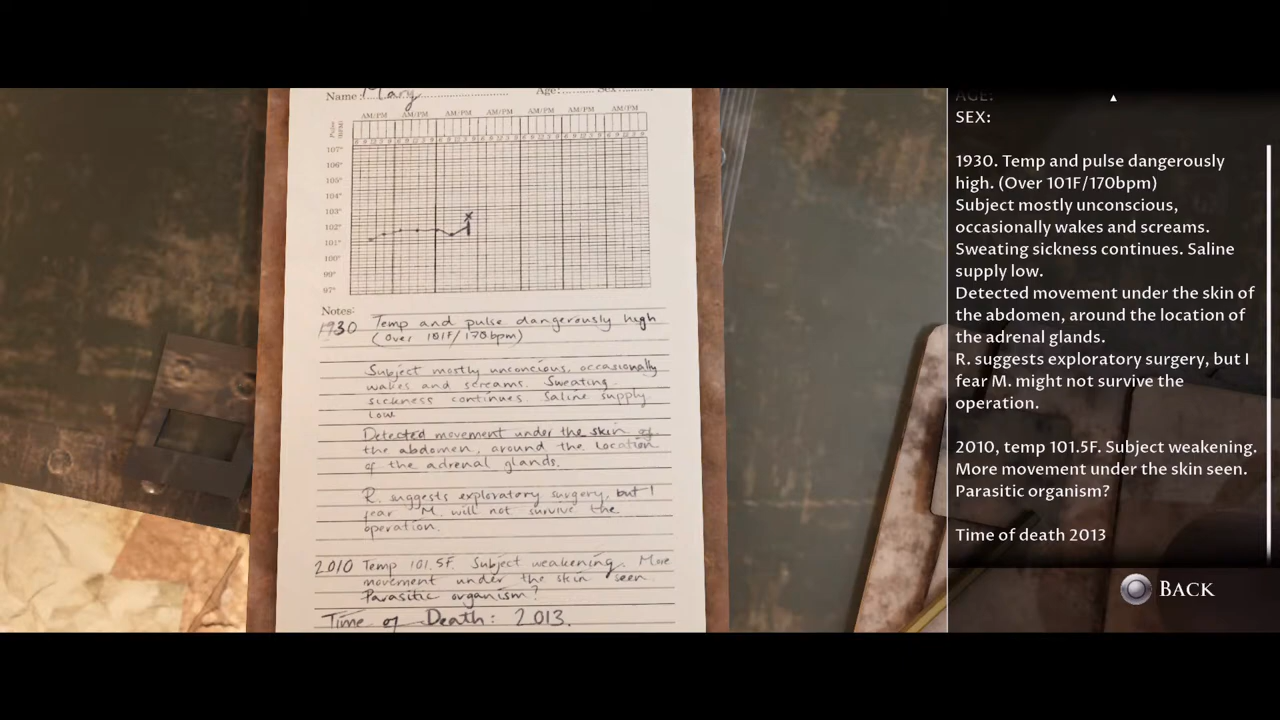 Name: Mary Age: Sex
AM/PM AM/PM AM/PM AM/PM AM/PM AM/PM AM/PM
Pulse
107°
106°
105°
104°
103°
102°
101°
100°
99°
97°
Notes:
1930 Temp and pulse dangerously high
(Over 101F/170bpm)
Subject mostly unconcious, occasionally
wakes and screams. Sweating
sickness continues. Saline supply
low
Detected movement under the skin of
the abdomen, around the location
of the adrenal glands.
R. suggests exploratory surgery, but I
fear M. will not survive the
operation.
2010 Temp 101.5F. Subject weakening. More
movement under the skin seen.
Parasitic organism?
Time of Death: 2013.
AGE:
SEX:
1930. Temp and pulse dangerously
high. (Over 101F/170bpm)
Subject mostly unconscious,
occasionally wakes and screams.
Sweating sickness continues. Saline
supply low.
Detected movement under the skin of
the abdomen, around the location of
the adrenal glands.
R. suggests exploratory surgery, but I
fear M. might not survive the
operation.
2010, temp 101.5F. Subject weakening.
More movement under the skin seen.
Parasitic organism?
Time of death 2013
BACK